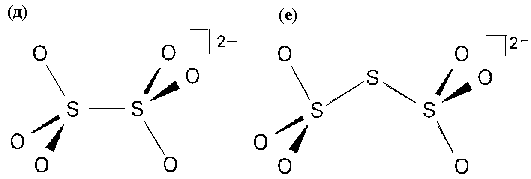 (д)
(е)
O O O ]2−
S S
O O O
O O O ]2−
S S S
O O O